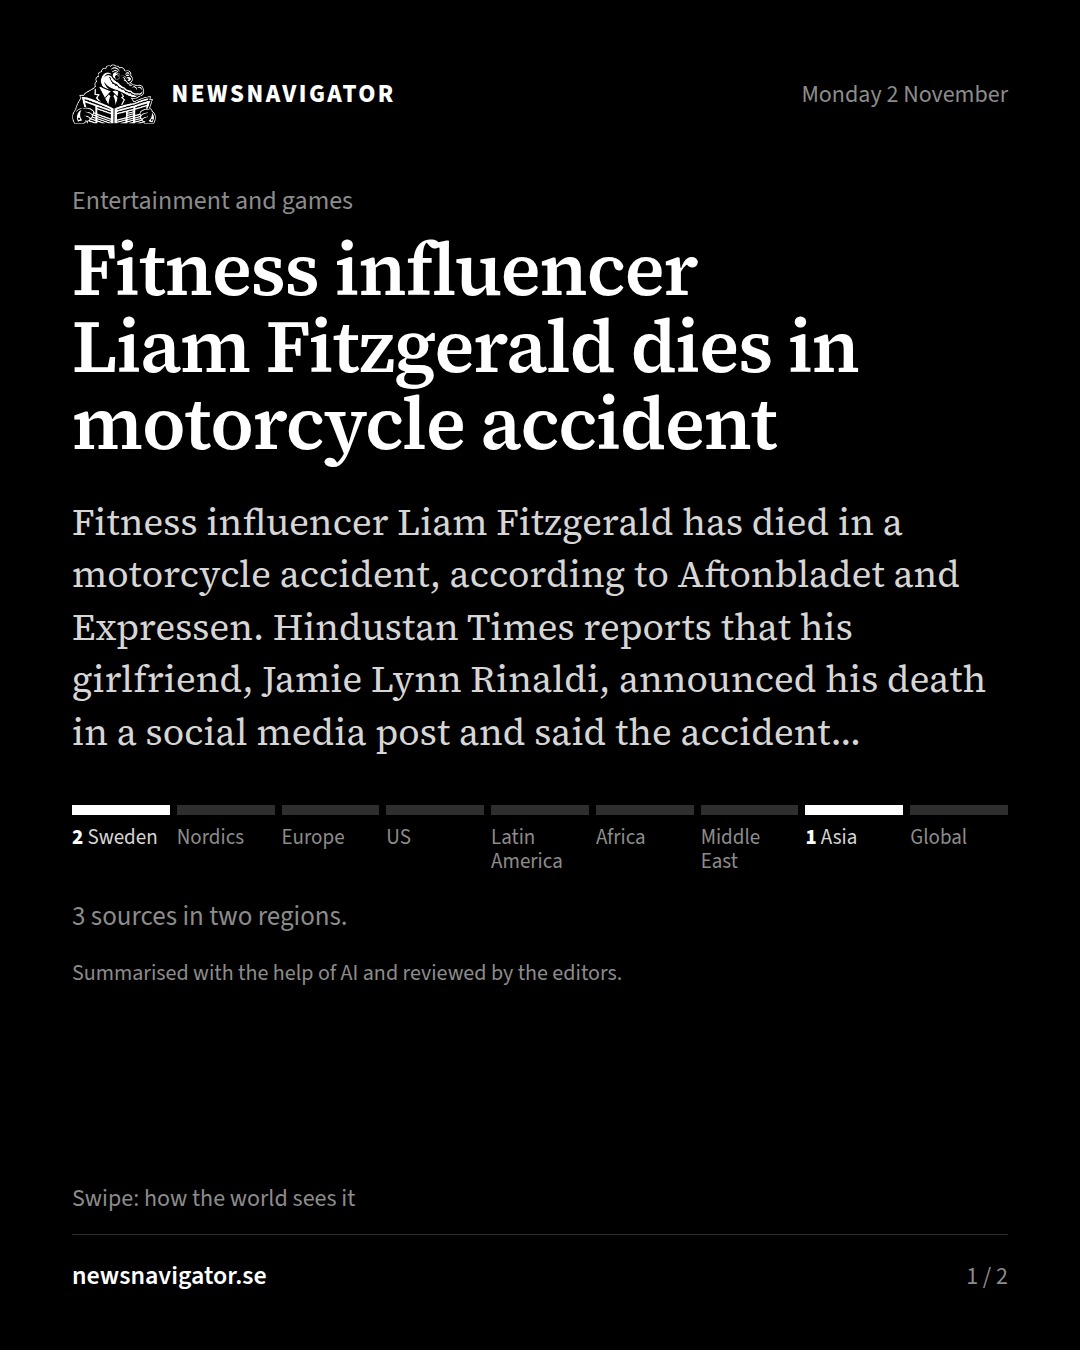 NEWSNAVIGATOR
Monday 2 November
Entertainment and games
Fitness influencer
Liam Fitzgerald dies in
motorcycle accident
Fitness influencer Liam Fitzgerald has died in a
motorcycle accident, according to Aftonbladet and
Expressen. Hindustan Times reports that his
girlfriend, Jamie Lynn Rinaldi, announced his death
in a social media post and said the accident…
2 Sweden
Nordics
Europe
US
Latin
America
Africa
Middle
East
1 Asia
Global
3 sources in two regions.
Summarised with the help of AI and reviewed by the editors.
Swipe: how the world sees it
newsnavigator.se
1 / 2